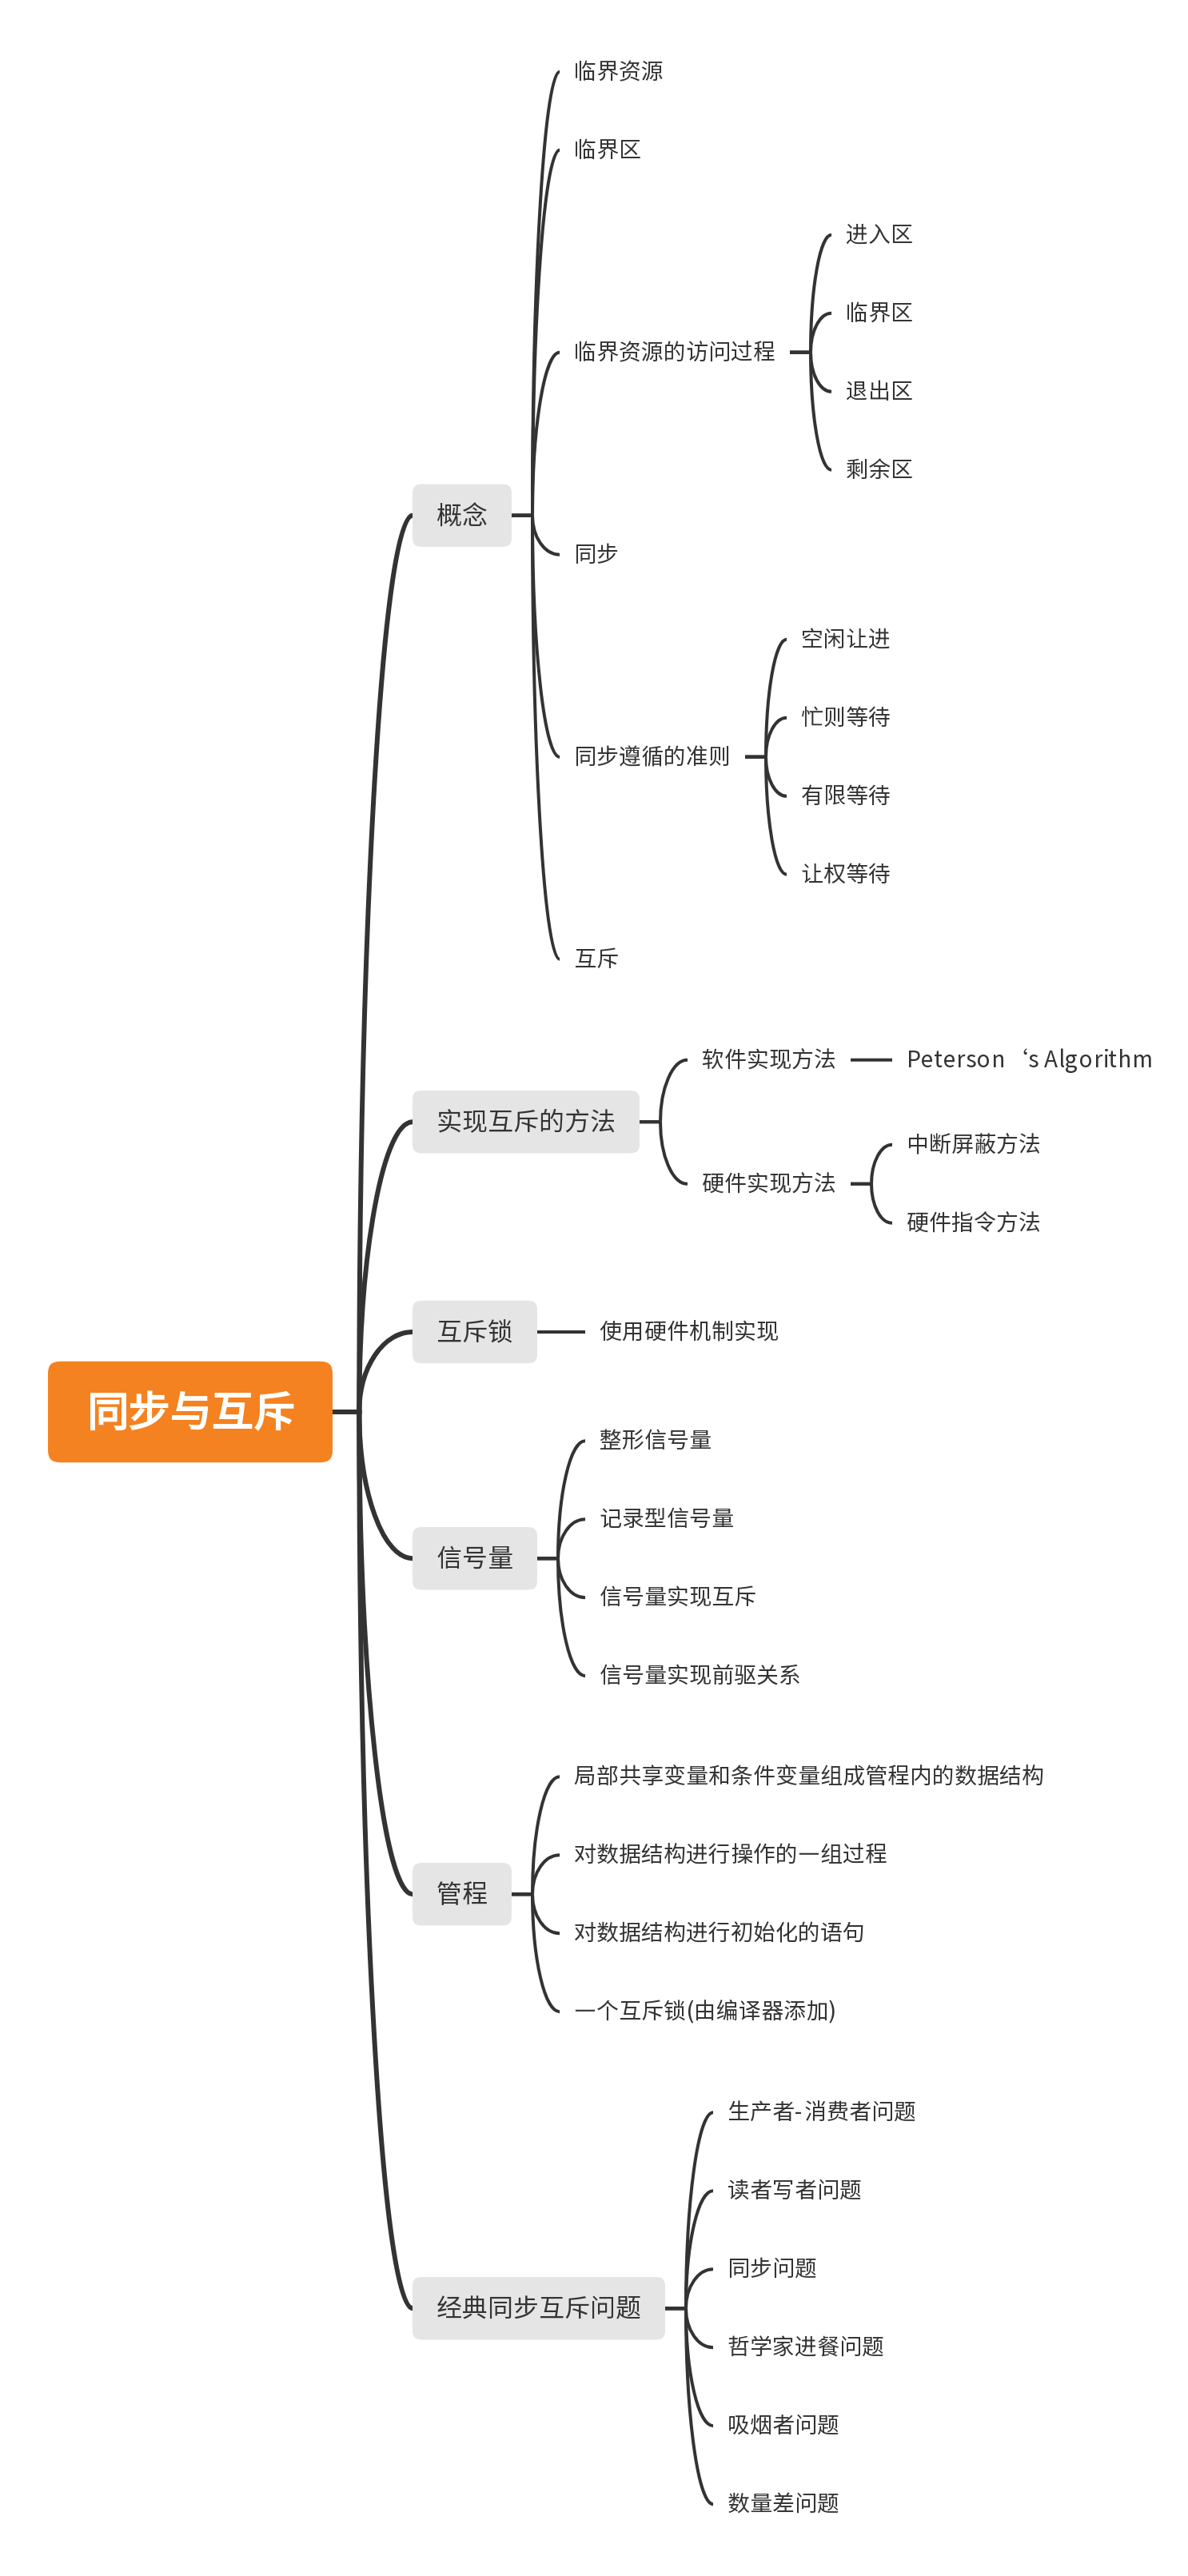 同步与互斥
概念
临界资源
临界区
临界资源的访问过程
进入区
临界区
退出区
剩余区
同步
同步遵循的准则
空闲让进
忙则等待
有限等待
让权等待
互斥
实现互斥的方法
软件实现方法
Peterson‘s Algorithm
硬件实现方法
中断屏蔽方法
硬件指令方法
互斥锁
使用硬件机制实现
信号量
整形信号量
记录型信号量
信号量实现互斥
信号量实现前驱关系
管程
局部共享变量和条件变量组成管程内的数据结构
对数据结构进行操作的一组过程
对数据结构进行初始化的语句
一个互斥锁(由编译器添加)
经典同步互斥问题
生产者-消费者问题
读者写者问题
同步问题
哲学家进餐问题
吸烟者问题
数量差问题